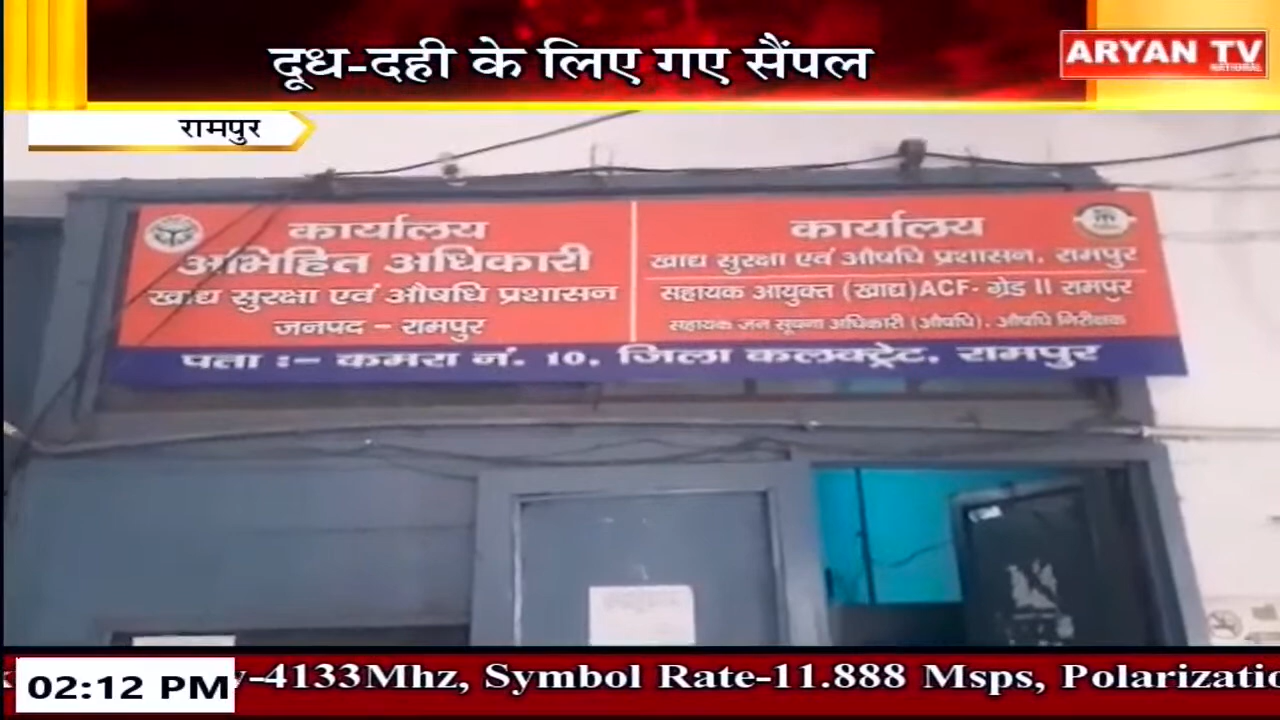 दूध-दही के लिए गए सैंपल
ARYAN TV
NATIONAL
रामपुर
कार्यालय
अभिहित अधिकारी
खाद्य सुरक्षा एवं औषधि प्रशासन
जनपद - रामपुर
कार्यालय
खाद्य सुरक्षा एवं औषधि प्रशासन, रामपुर
सहायक आयुक्त (खाद्य) ACF- ग्रेड II रामपुर
सहायक जन सूचना अधिकारी (औषधि), औषधि निरीक्षक
पता :- कमरा नं. 10, जिला कलक्ट्रेट, रामपुर
02:12 PM
y-4133Mhz, Symbol Rate-11.888 Msps, Polarizatio